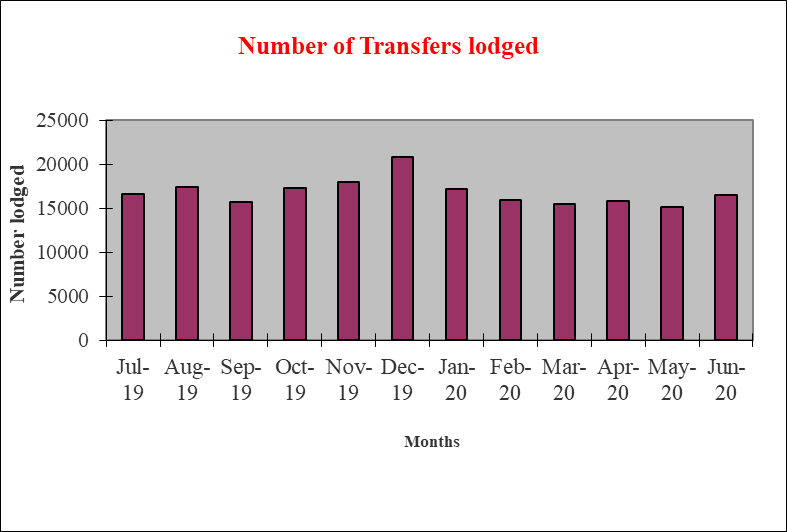 Number of Transfers lodged
Number lodged
25000
20000
15000
10000
5000
0
Jul- Aug- Sep- Oct- Nov- Dec- Jan- Feb- Mar- Apr- May- Jun-
19 19 19 19 19 19 20 20 20 20 20 20
Months